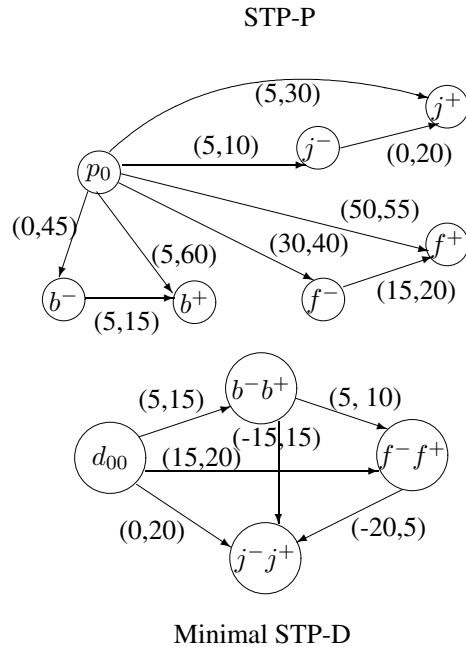 STP-P
(5,30)
j⁺
(5,10)
j⁻
(0,20)
p₀
(50,55)
(0,45)
(5,60)
(30,40)
f⁺
b⁻
b⁺
f⁻
(15,20)
(5,15)
b⁻b⁺
(5,15)
(5, 10)
(-15,15)
d₀₀
(15,20)
f⁻f⁺
(0,20)
(-20,5)
j⁻j⁺
Minimal STP-D